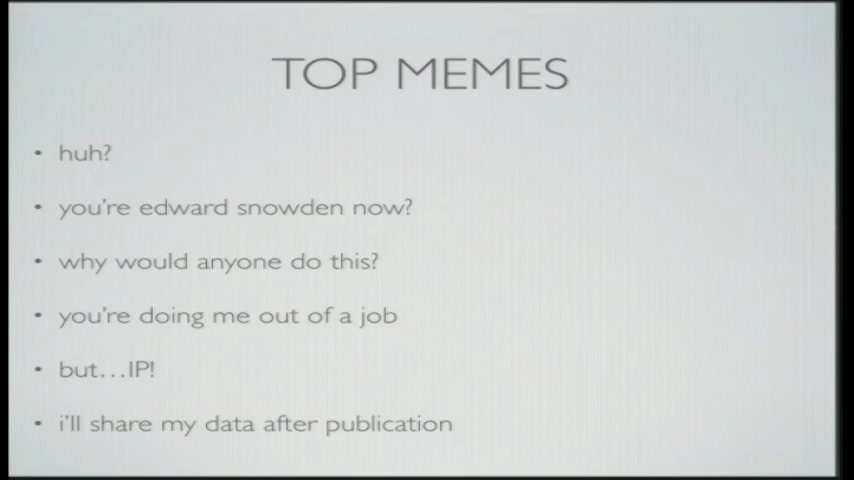 TOP MEMES
• huh?
• you're edward snowden now?
• why would anyone do this?
• you're doing me out of a job
• but...IP!
• i'll share my data after publication